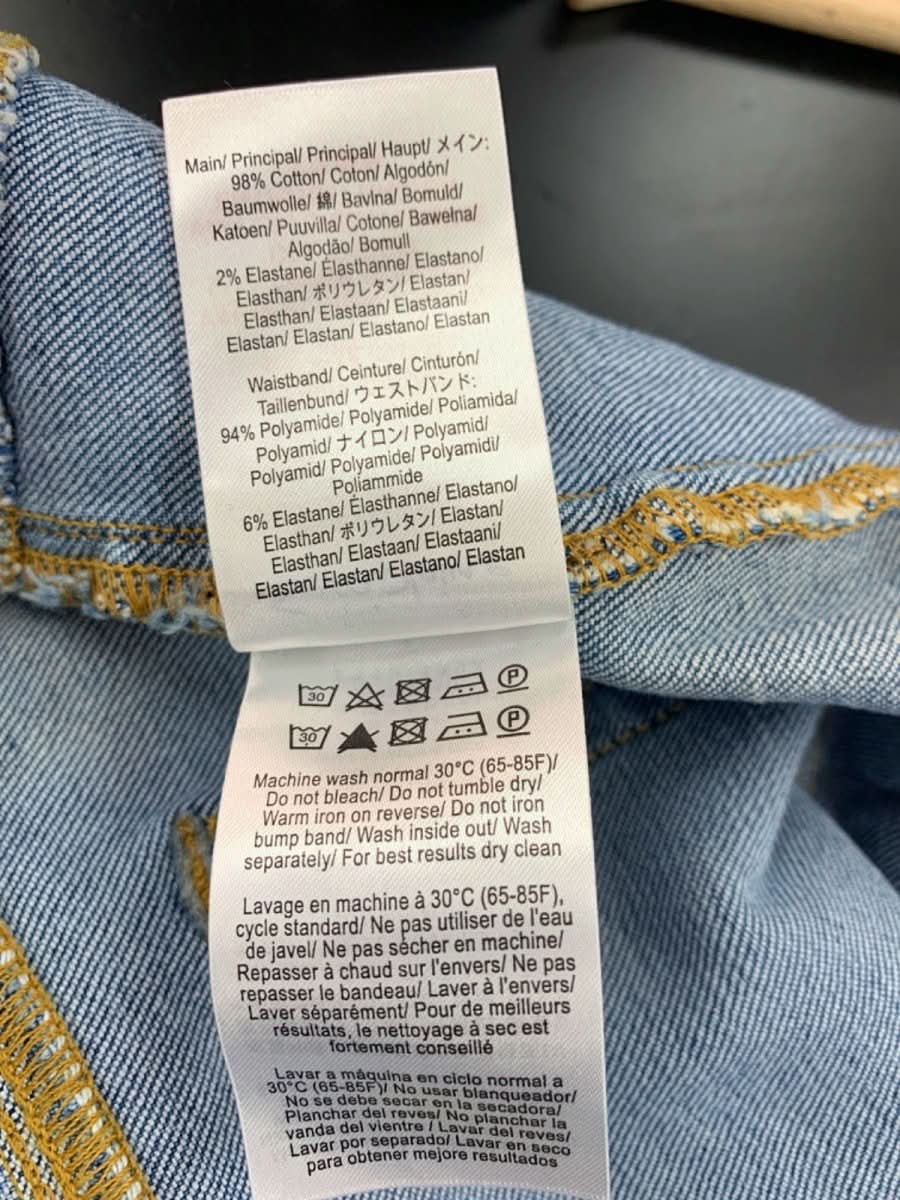 Main/ Principal/ Principal/ Haupt/ メイン:
98% Cotton/ Coton/ Algodón/
Baumwolle/ 綿/ Bavlna/ Bomuld/
Katoen/ Puuvilla/ Cotone/ Bawełna/
Algodão/ Bomull
2% Elastane/ Élasthanne/ Elastano/
Elasthan/ ポリウレタン/ Elastan/
Elasthan/ Elastaan/ Elastaani/
Elastan/ Elastan/ Elastano/ Elastan
Waistband/ Ceinture/ Cinturón/
Taillenbund/ ウェストバンド:
94% Polyamide/ Polyamide/ Poliamida/
Polyamid/ ナイロン/ Polyamid/
Polyamid/ Polyamide/ Polyamidi/
Poliammide
6% Elastane/ Élasthanne/ Elastano/
Elasthan/ ポリウレタン/ Elastan/
Elasthan/ Elastaan/ Elastaani/
Elastan/ Elastan/ Elastano/ Elastan
30 P
30 P
Machine wash normal 30°C (65-85F)/
Do not bleach/ Do not tumble dry/
Warm iron on reverse/ Do not iron
bump band/ Wash inside out/ Wash
separately/ For best results dry clean
Lavage en machine à 30°C (65-85F),
cycle standard/ Ne pas utiliser de l'eau
de javel/ Ne pas sécher en machine/
Repasser à chaud sur l'envers/ Ne pas
repasser le bandeau/ Laver à l'envers/
Laver séparément/ Pour de meilleurs
résultats, le nettoyage à sec est
fortement conseillé
Lavar a máquina en ciclo normal a
30°C (65-85F)/ No usar blanqueador/
No se debe secar en la secadora/
Planchar del reves/ No planchar la
vanda del vientre / Lavar del reves/
Lavar por separado/ Lavar en seco
para obtener mejore resultados